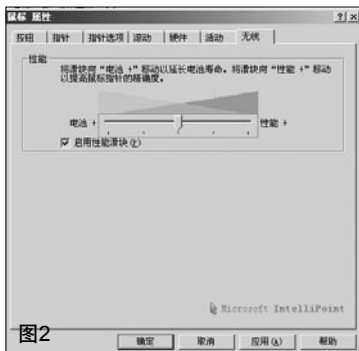 鼠标 属性
按钮 指针 指针选项 滚动 硬件 活动 无线
性能
将滑块向“电池 +”移动以延长电池寿命。将滑块向“性能 +”移动
以提高鼠标指针的精确度。
电池 + 性能 +
启用性能滑块(P)
Microsoft IntelliPoint
图2
确定 取消 应用(A) 帮助